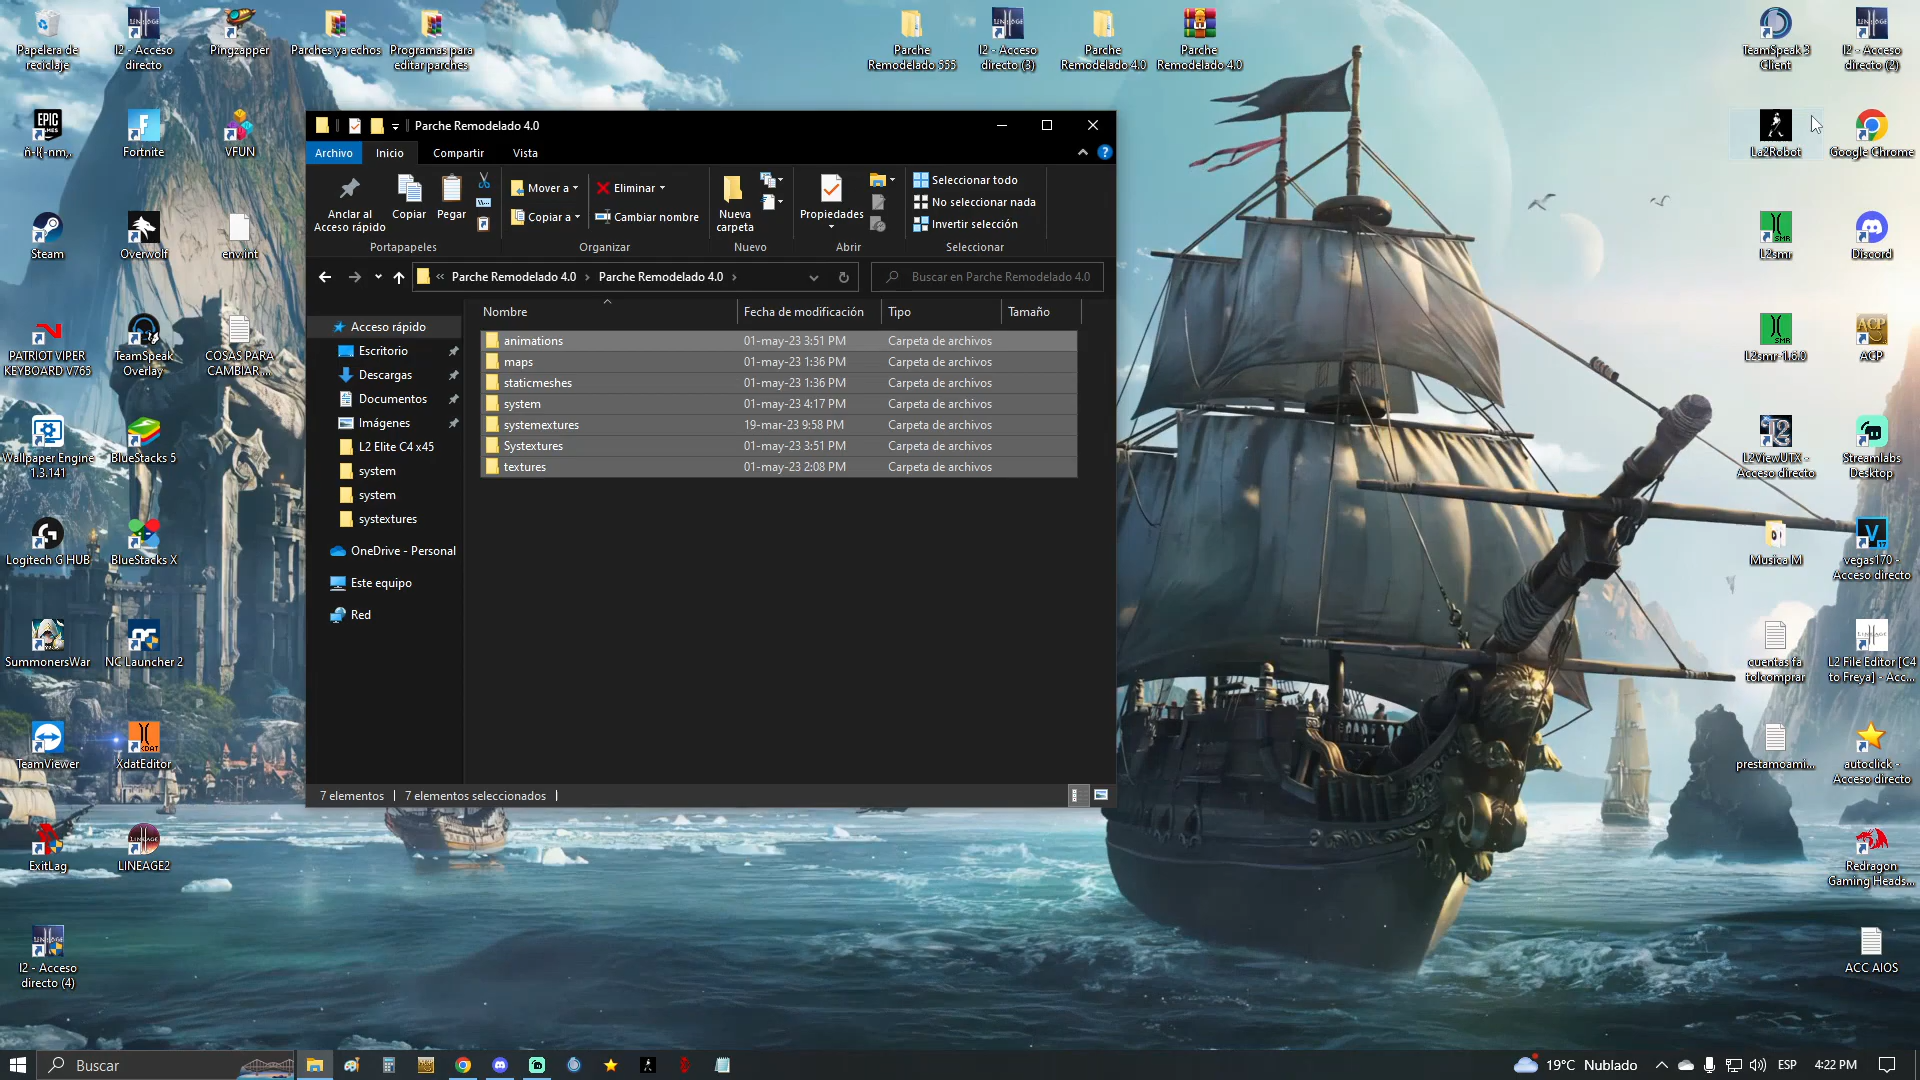 Papelera de reciclaje
l2 - Acceso directo
Pingzapper
Parches ya echos
Programas para editar parches
Parche Remodelado 555
l2 - Acceso directo (3)
Parche Remodelado 4.0
Parche Remodelado 4.0
TeamSpeak 3 Client
l2 - Acceso directo (2)
ñ-ķ{-nm,.
Fortnite
VFUN
La2Robot
Google Chrome
Steam
Overwolf
env.int
L2smr
Discord
PATRIOT VIPER KEYBOARD V765
TeamSpeak Overlay
COSAS PARA CAMBIAR ...
L2smr-1.6.0
ACP
Wallpaper Engine 1.3.141
BlueStacks 5
L2ViewUTX - Acceso directo
Streamlabs Desktop
Logitech G HUB
BlueStacks X
Musica M
vegas170 - Acceso directo
SummonersWar
NC Launcher 2
cuentas fa tolcomprar
L2 File Editor [C4 to Freya] - Acc...
TeamViewer
XdatEditor
prestamoami...
autoclick - Acceso directo
ExitLag
LINEAGE2
Redragon Gaming Heads...
l2 - Acceso directo (4)
ACC AIOS
Parche Remodelado 4.0
Archivo
Inicio
Compartir
Vista
Anclar al Acceso rápido
Copiar
Pegar
Portapapeles
Mover a
Copiar a
Eliminar
Cambiar nombre
Organizar
Nueva carpeta
Nuevo
Propiedades
Abrir
Seleccionar todo
No seleccionar nada
Invertir selección
Seleccionar
« Parche Remodelado 4.0 › Parche Remodelado 4.0 ›
Buscar en Parche Remodelado 4.0
Nombre Fecha de modificación Tipo Tamaño
animations 01-may-23 3:51 PM Carpeta de archivos
maps 01-may-23 1:36 PM Carpeta de archivos
staticmeshes 01-may-23 1:36 PM Carpeta de archivos
system 01-may-23 4:17 PM Carpeta de archivos
systemextures 19-mar-23 9:58 PM Carpeta de archivos
Systextures 01-may-23 3:51 PM Carpeta de archivos
textures 01-may-23 2:08 PM Carpeta de archivos
Acceso rápido
Escritorio
Descargas
Documentos
Imágenes
L2 Elite C4 x45
system
system
systextures
OneDrive - Personal
Este equipo
Red
7 elementos
7 elementos seleccionados
Buscar
19°C Nublado
ESP
4:22 PM